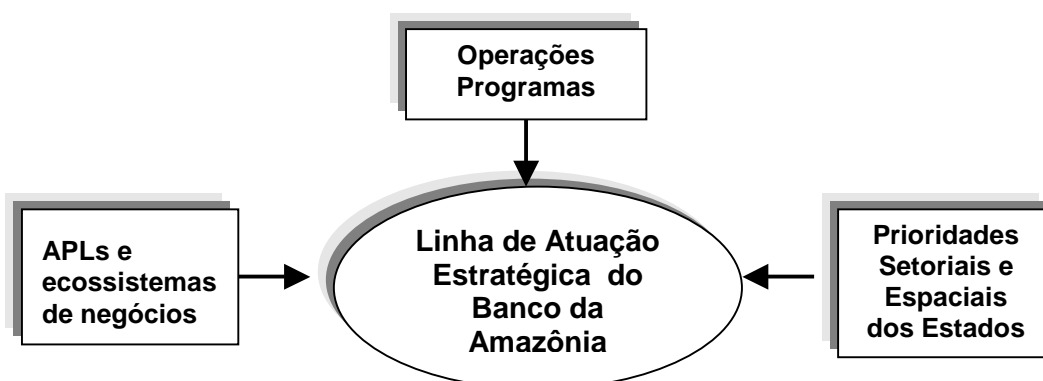 Operações
Programas
APLs e
ecossistemas
de negócios
Linha de Atuação
Estratégica do
Banco da
Amazônia
Prioridades
Setoriais e
Espaciais
dos Estados